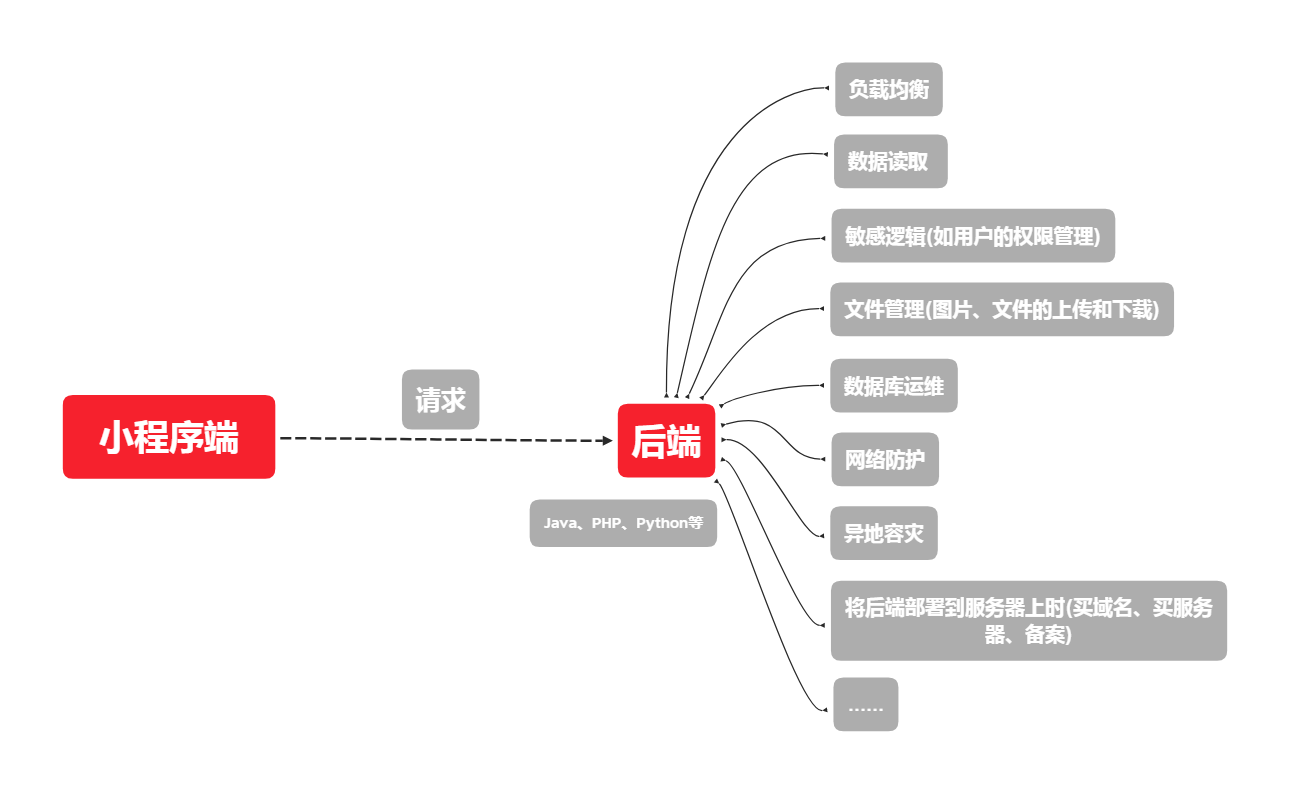 负载均衡
数据读取
敏感逻辑(如用户的权限管理)
文件管理(图片、文件的上传和下载)
请求
小程序端
后端
数据库运维
网络防护
Java、PHP、Python等
异地容灾
将后端部署到服务器上时(买域名、买服务
器、备案)
......